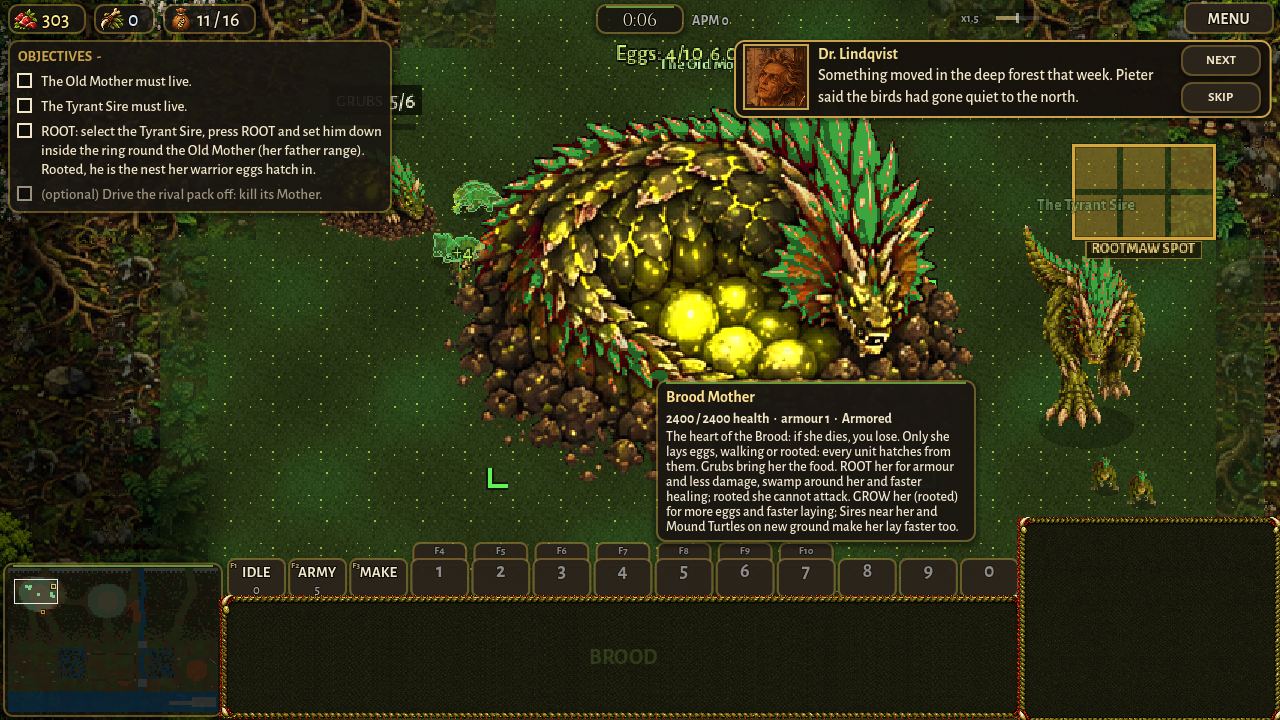 303
0
11 / 16
0:06
APM 0
x1.5
MENU
OBJECTIVES -
The Old Mother must live.
The Tyrant Sire must live.
ROOT: select the Tyrant Sire, press ROOT and set him down
inside the ring round the Old Mother (her father range).
Rooted, he is the nest her warrior eggs hatch in.
(optional) Drive the rival pack off: kill its Mother.
GRUBS 5/6
Eggs: 4/10
The Old Mo
Dr. Lindqvist
Something moved in the deep forest that week. Pieter
said the birds had gone quiet to the north.
NEXT
SKIP
The Tyrant Sire
ROOTMAW SPOT
Brood Mother
2400 / 2400 health · armour 1 · Armored
The heart of the Brood: if she dies, you lose. Only she
lays eggs, walking or rooted: every unit hatches from
them. Grubs bring her the food. ROOT her for armour
and less damage, swamp around her and faster
healing; rooted she cannot attack. GROW her (rooted)
for more eggs and faster laying; Sires near her and
Mound Turtles on new ground make her lay faster too.
F4 F5 F6 F7 F8 F9 F10
F1 IDLE F2 ARMY F3 MAKE 1 2 3 4 5 6 7 8 9 0
0 5
BROOD